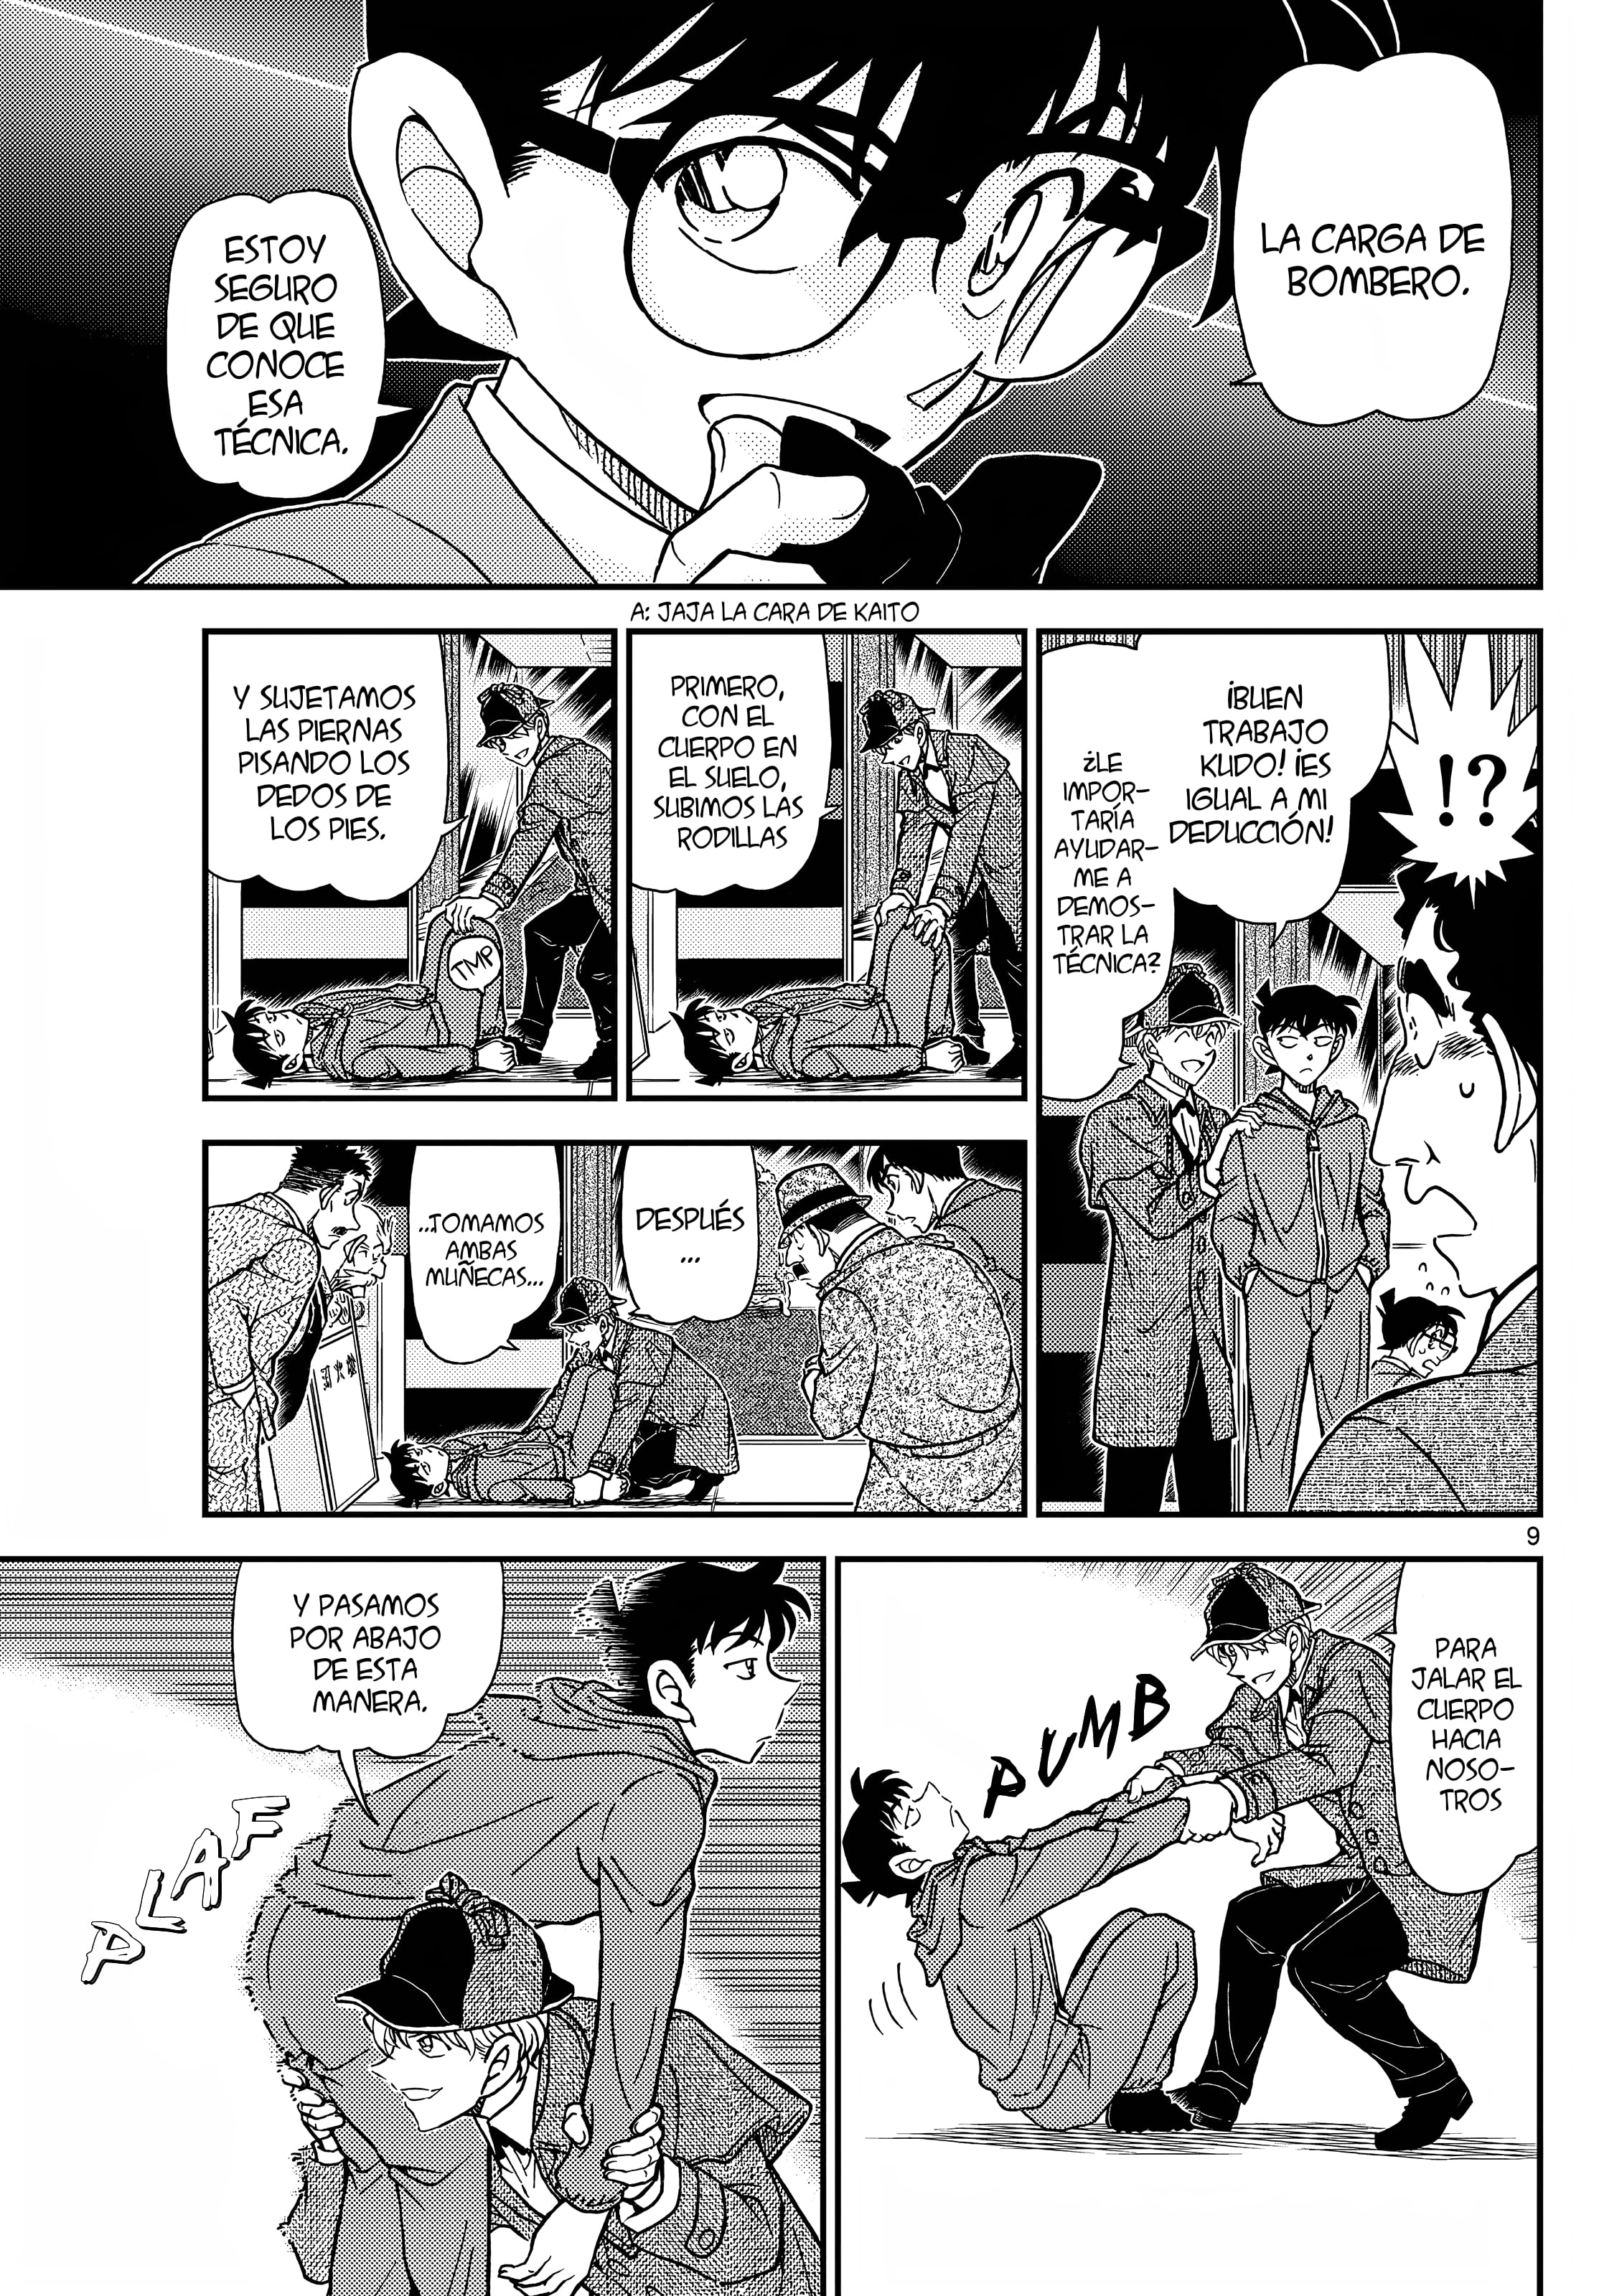 LA CARGA DE
BOMBERO.
ESTOY
SEGURO
DE QUE
CONOCE
ESA
TÉCNICA.
A: JAJA LA CARA DE KAITO
!?
¡BUEN
TRABAJO
KUDO! ¡ES
IGUAL A MI
DEDUCCIÓN!
¿LE
IMPOR-
TARÍA
AYUDAR-
ME A
DEMOS-
TRAR LA
TÉCNICA?
PRIMERO,
CON EL
CUERPO EN
EL SUELO,
SUBIMOS LAS
RODILLAS
Y SUJETAMOS
LAS PIERNAS
PISANDO LOS
DEDOS DE
LOS PIES.
TMP
DESPUÉS
...
..TOMAMOS
AMBAS
MUÑECAS...
9
PARA
JALAR EL
CUERPO
HACIA
NOSO-
TROS
PUMB
Y PASAMOS
POR ABAJO
DE ESTA
MANERA.
PLAF